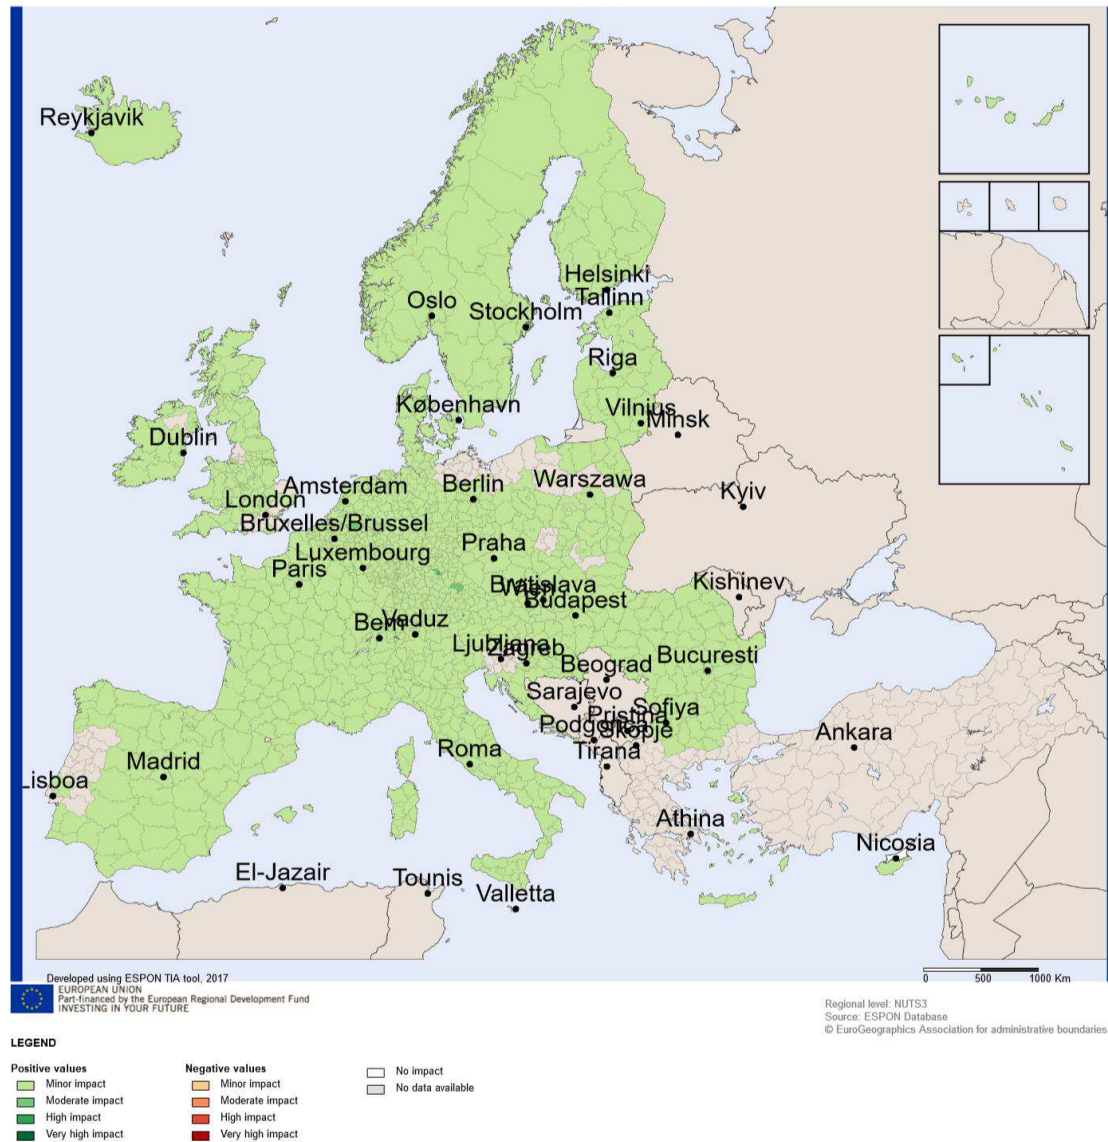 Reykjavik
Helsinki
Tallinn
Oslo
Stockholm
Riga
København
Vilnius
Minsk
Dublin
Amsterdam
Berlin
Warszawa
London
Kyiv
Bruxelles/Brussel
Luxembourg
Praha
Paris
Bratislava
Wien
Budapest
Kishinev
Bern
Vaduz
Ljubljana
Zagreb
Beograd
Bucuresti
Sarajevo
Sofiya
Pristina
Podgorica
Skopje
Tirana
Roma
Ankara
Madrid
Lisboa
Athina
Nicosia
El-Jazair
Tounis
Valletta
Developed using ESPON TIA tool, 2017
0 500 1000 Km
EUROPEAN UNION
Part-financed by the European Regional Development Fund
INVESTING IN YOUR FUTURE
Regional level: NUTS3
Source: ESPON Database
© EuroGeographics Association for administrative boundaries
LEGEND
Positive values
Minor impact
Moderate impact
High impact
Very high impact
Negative values
Minor impact
Moderate impact
High impact
Very high impact
No impact
No data available